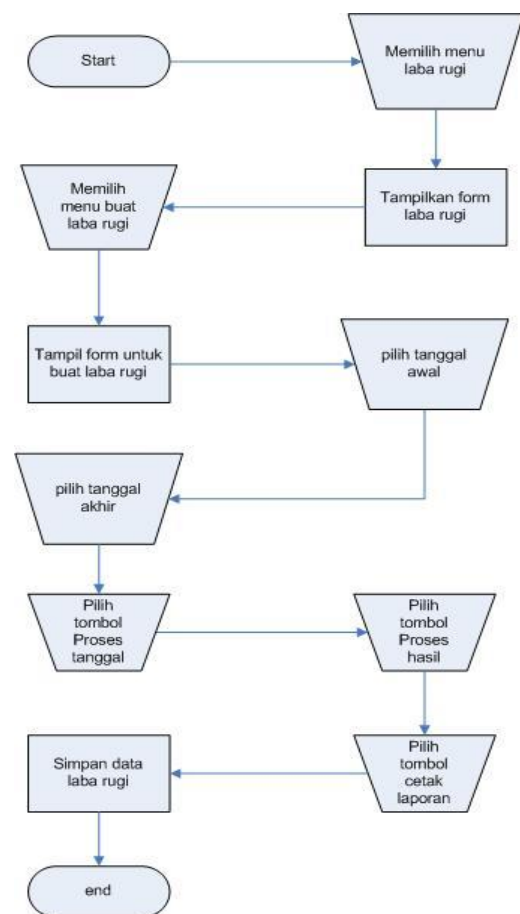 Start
Memilih menu
laba rugi
Tampilkan form
laba rugi
Memilih
menu buat
laba rugi
Tampil form untuk
buat laba rugi
pilih tanggal
awal
pilih tanggal
akhir
Pilih
tombol
Proses
tanggal
Pilih
tombol
Proses
hasil
Pilih
tombol
cetak
laporan
Simpan data
laba rugi
end